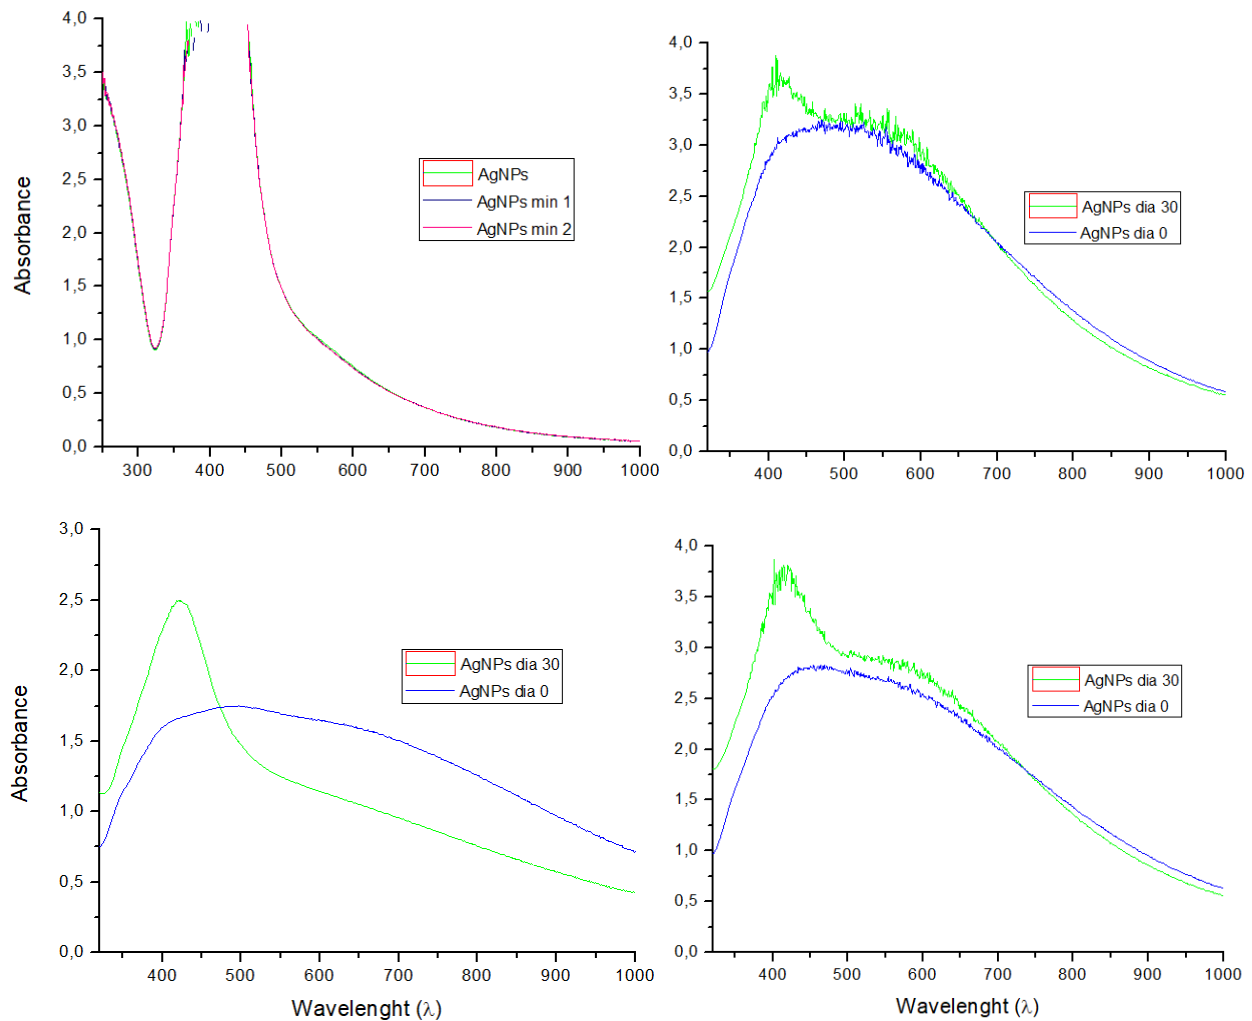 4,0
3,5
3,0
2,5
2,0
1,5
1,0
0,5
0,0
Absorbance
300 400 500 600 700 800 900 1000
AgNPs
AgNPs min 1
AgNPs min 2
4,0
3,5
3,0
2,5
2,0
1,5
1,0
0,5
0,0
400 500 600 700 800 900 1000
AgNPs dia 30
AgNPs dia 0
3,0
2,5
2,0
1,5
1,0
0,5
0,0
Absorbance
400 500 600 700 800 900 1000
Wavelenght (λ)
AgNPs dia 30
AgNPs dia 0
4,0
3,5
3,0
2,5
2,0
1,5
1,0
0,5
0,0
400 500 600 700 800 900 1000
Wavelenght (λ)
AgNPs dia 30
AgNPs dia 0